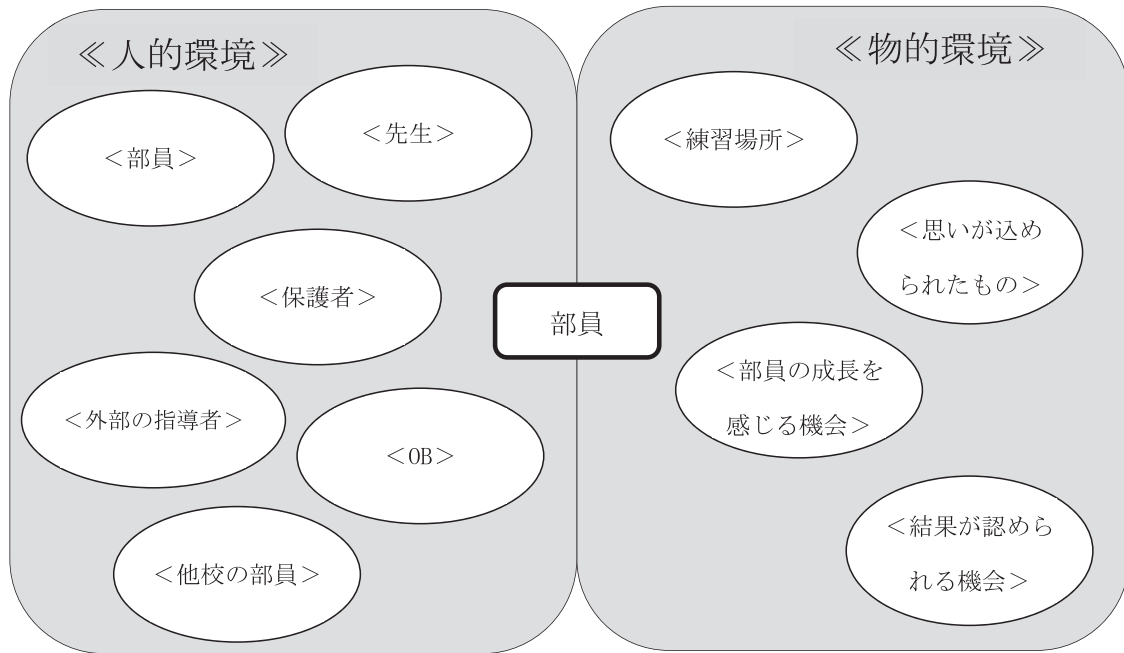 ≪人的環境≫
＜部員＞
＜先生＞
＜保護者＞
＜外部の指導者＞
＜OB＞
＜他校の部員＞
部員
≪物的環境≫
＜練習場所＞
＜思いが込め
られたもの＞
＜部員の成長を
感じる機会＞
＜結果が認めら
れる機会＞